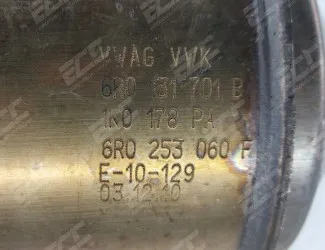 VWAG VWK
6R0 131 701 B
1K0 178 PA
6R0 253 060 F
E-10-129
03.12.10